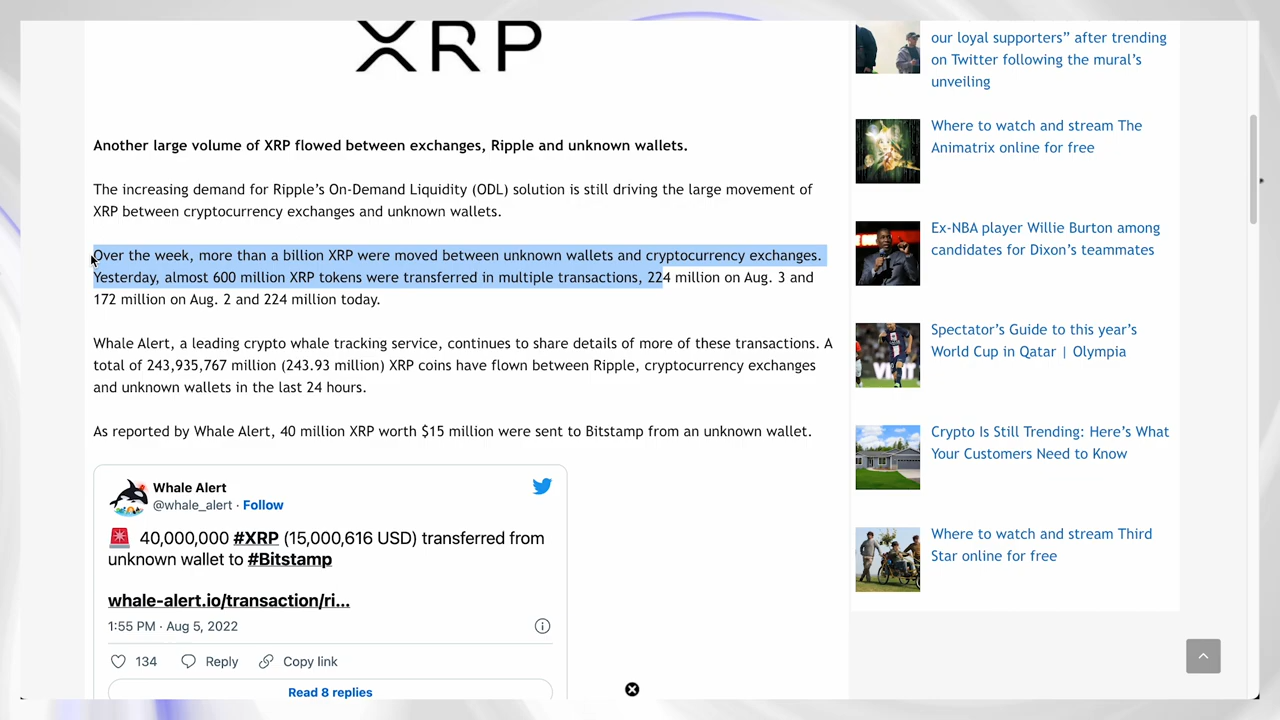 XRP
Another large volume of XRP flowed between exchanges, Ripple and unknown wallets.
The increasing demand for Ripple’s On-Demand Liquidity (ODL) solution is still driving the large movement of
XRP between cryptocurrency exchanges and unknown wallets.
Over the week, more than a billion XRP were moved between unknown wallets and cryptocurrency exchanges.
Yesterday, almost 600 million XRP tokens were transferred in multiple transactions, 224 million on Aug. 3 and
172 million on Aug. 2 and 224 million today.
Whale Alert, a leading crypto whale tracking service, continues to share details of more of these transactions. A
total of 243,935,767 million (243.93 million) XRP coins have flown between Ripple, cryptocurrency exchanges
and unknown wallets in the last 24 hours.
As reported by Whale Alert, 40 million XRP worth $15 million were sent to Bitstamp from an unknown wallet.
Whale Alert
@whale_alert · Follow
40,000,000 #XRP (15,000,616 USD) transferred from
unknown wallet to #Bitstamp
whale-alert.io/transaction/ri...
1:55 PM · Aug 5, 2022
134 Reply Copy link
Read 8 replies
our loyal supporters” after trending
on Twitter following the mural’s
unveiling
Where to watch and stream The
Animatrix online for free
Ex-NBA player Willie Burton among
candidates for Dixon’s teammates
Spectator’s Guide to this year’s
World Cup in Qatar | Olympia
Crypto Is Still Trending: Here’s What
Your Customers Need to Know
Where to watch and stream Third
Star online for free